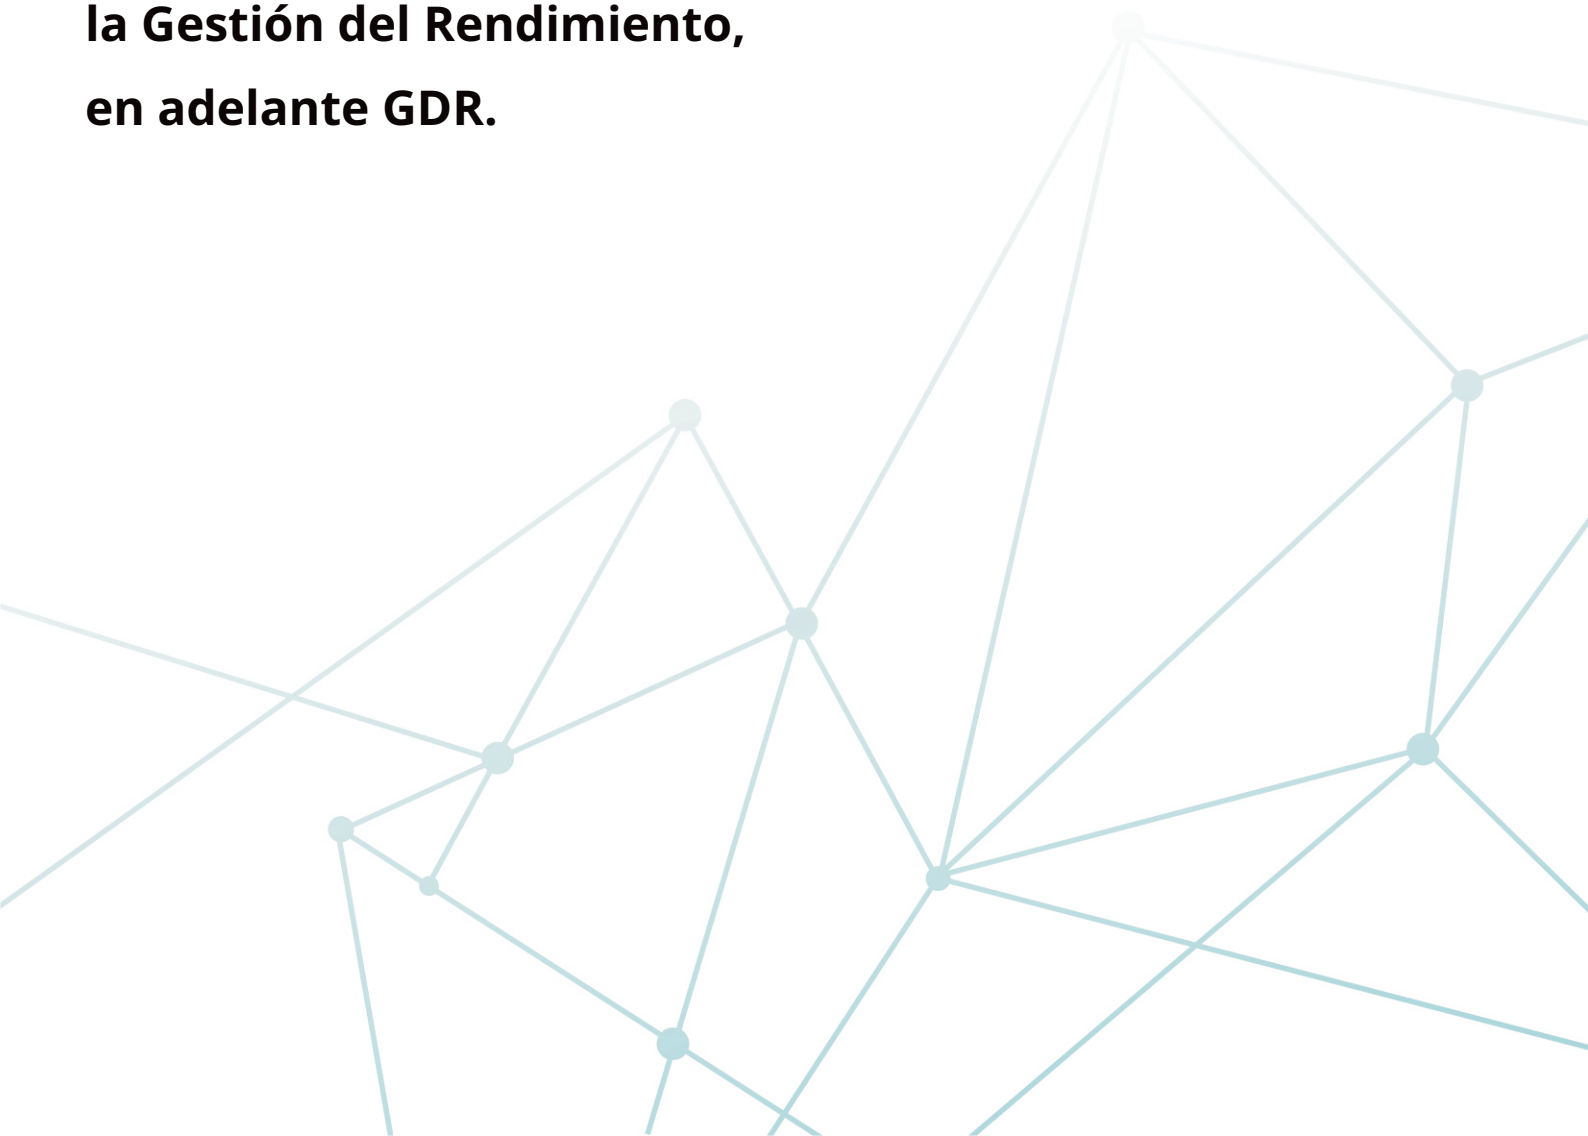 la Gestión del Rendimiento,
en adelante GDR.